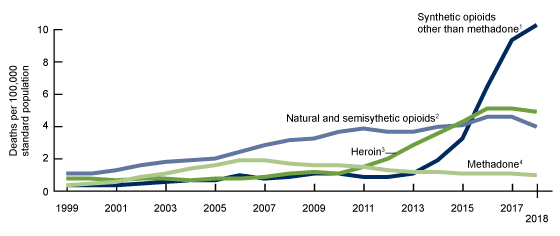 Synthetic opioids
other than methadone¹
10
8
Deaths per 100,000
standard population
6
Natural and semisythetic opioids²
4
Heroin³
2
Methadone⁴
0
1999 2001 2003 2005 2007 2009 2011 2013 2015 2017
2018